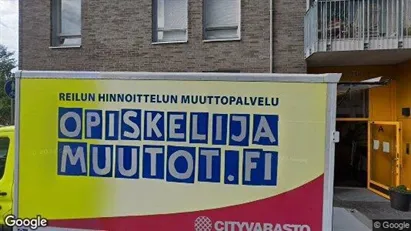 REILUN HINNOITTELUN MUUTTOPALVELU
OPISKELIJA
MUUTOT.FI
CITYVARASTO
Google
© Google